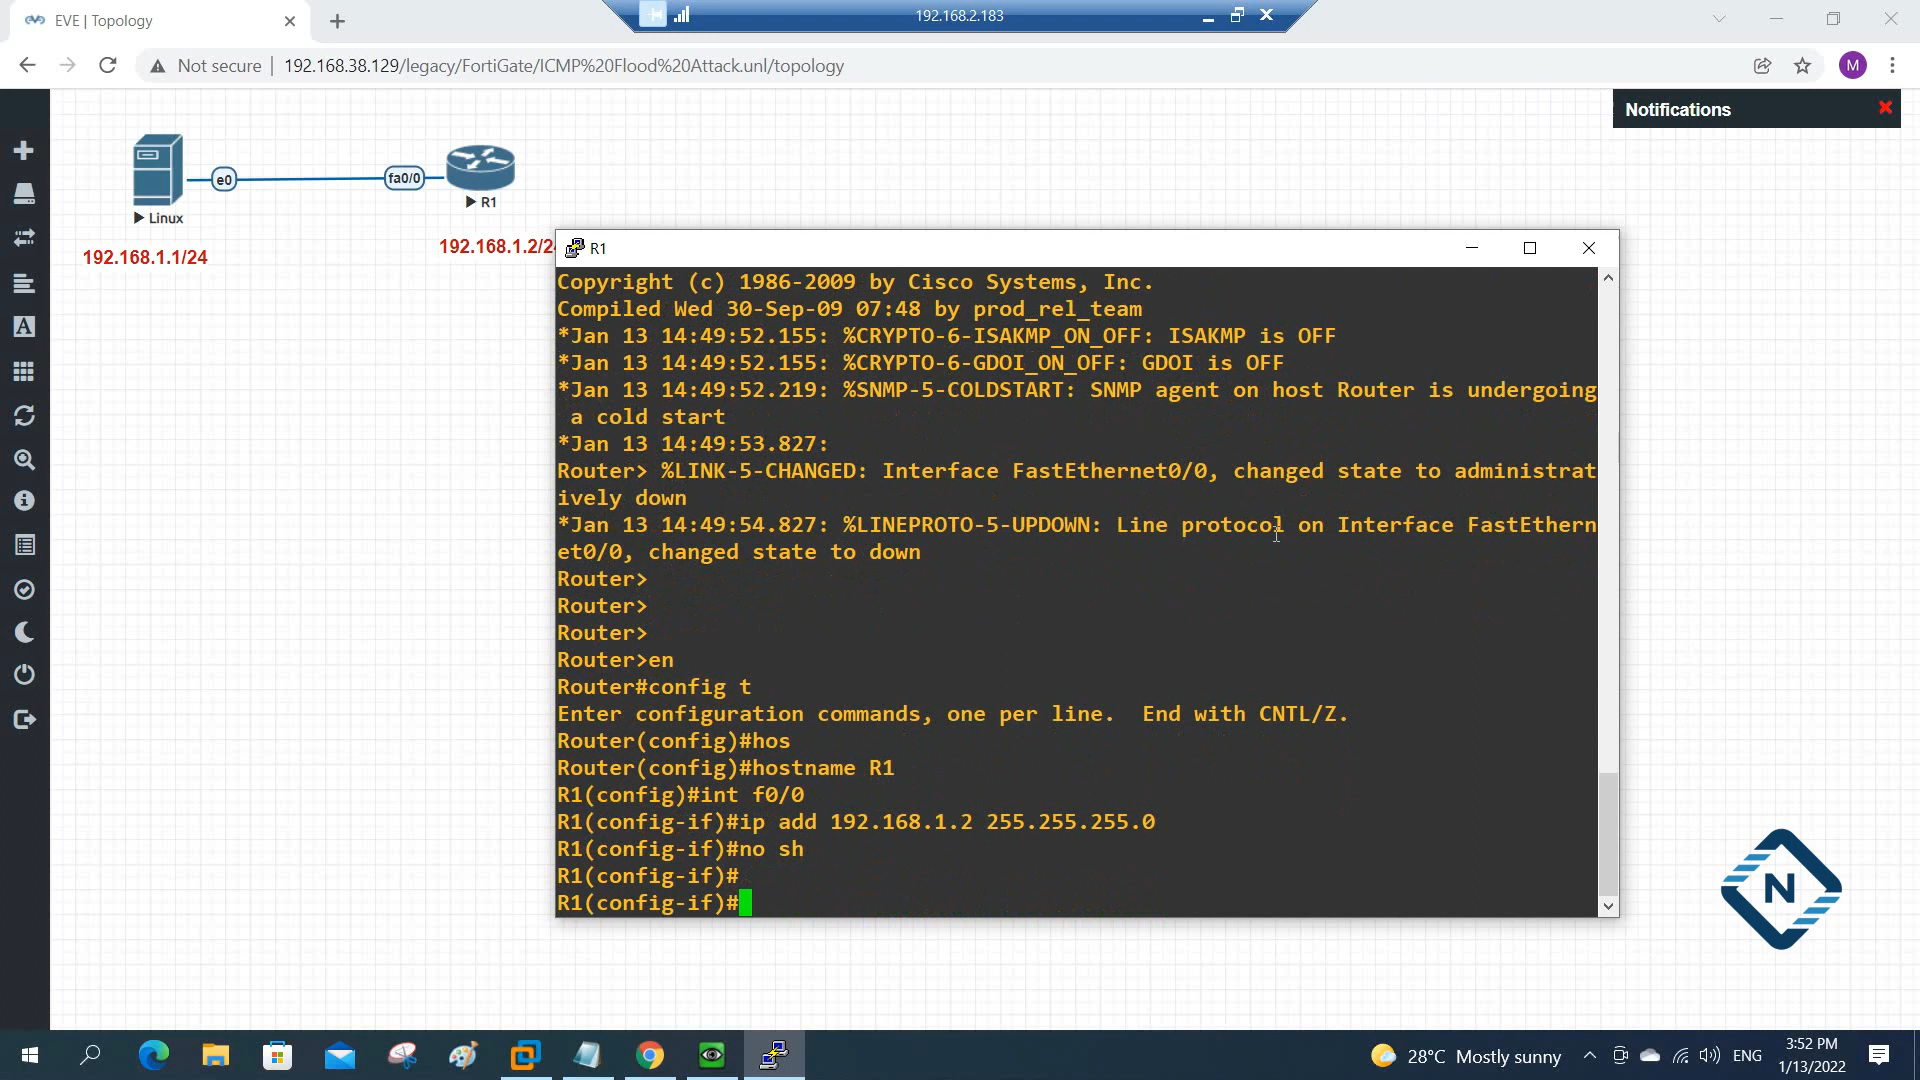 EVE | Topology
192.168.2.183
Not secure | 192.168.38.129/legacy/FortiGate/ICMP%20Flood%20Attack.unl/topology
M
Notifications
e0
fa0/0
Linux
R1
192.168.1.1/24
192.168.1.2/24
R1
Copyright (c) 1986-2009 by Cisco Systems, Inc.
Compiled Wed 30-Sep-09 07:48 by prod_rel_team
*Jan 13 14:49:52.155: %CRYPTO-6-ISAKMP_ON_OFF: ISAKMP is OFF
*Jan 13 14:49:52.155: %CRYPTO-6-GDOI_ON_OFF: GDOI is OFF
*Jan 13 14:49:52.219: %SNMP-5-COLDSTART: SNMP agent on host Router is undergoing
a cold start
*Jan 13 14:49:53.827:
Router> %LINK-5-CHANGED: Interface FastEthernet0/0, changed state to administrat
ively down
*Jan 13 14:49:54.827: %LINEPROTO-5-UPDOWN: Line protocol on Interface FastEthern
et0/0, changed state to down
Router>
Router>
Router>
Router>en
Router#config t
Enter configuration commands, one per line.  End with CNTL/Z.
Router(config)#hos
Router(config)#hostname R1
R1(config)#int f0/0
R1(config-if)#ip add 192.168.1.2 255.255.255.0
R1(config-if)#no sh
R1(config-if)#
R1(config-if)#
N
28°C Mostly sunny
ENG
3:52 PM
1/13/2022